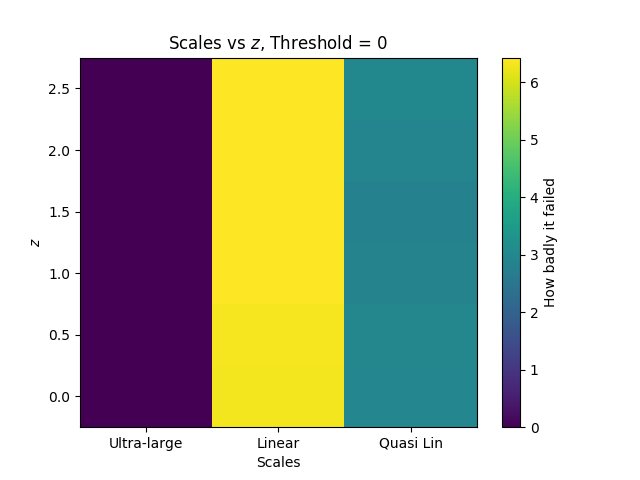 Scales vs z, Threshold = 0
2.5
2.0
1.5
1.0
0.5
0.0
z
Ultra-large
Linear
Quasi Lin
Scales
6
5
4
3
2
1
0
How badly it failed